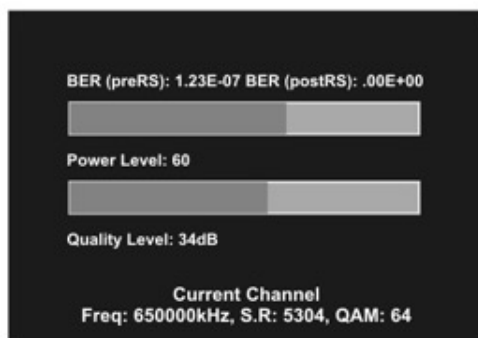 BER (preRS): 1.23E-07 BER (postRS): .00E+00
Power Level: 60
Quality Level: 34dB
Current Channel
Freq: 650000kHz, S.R: 5304, QAM: 64